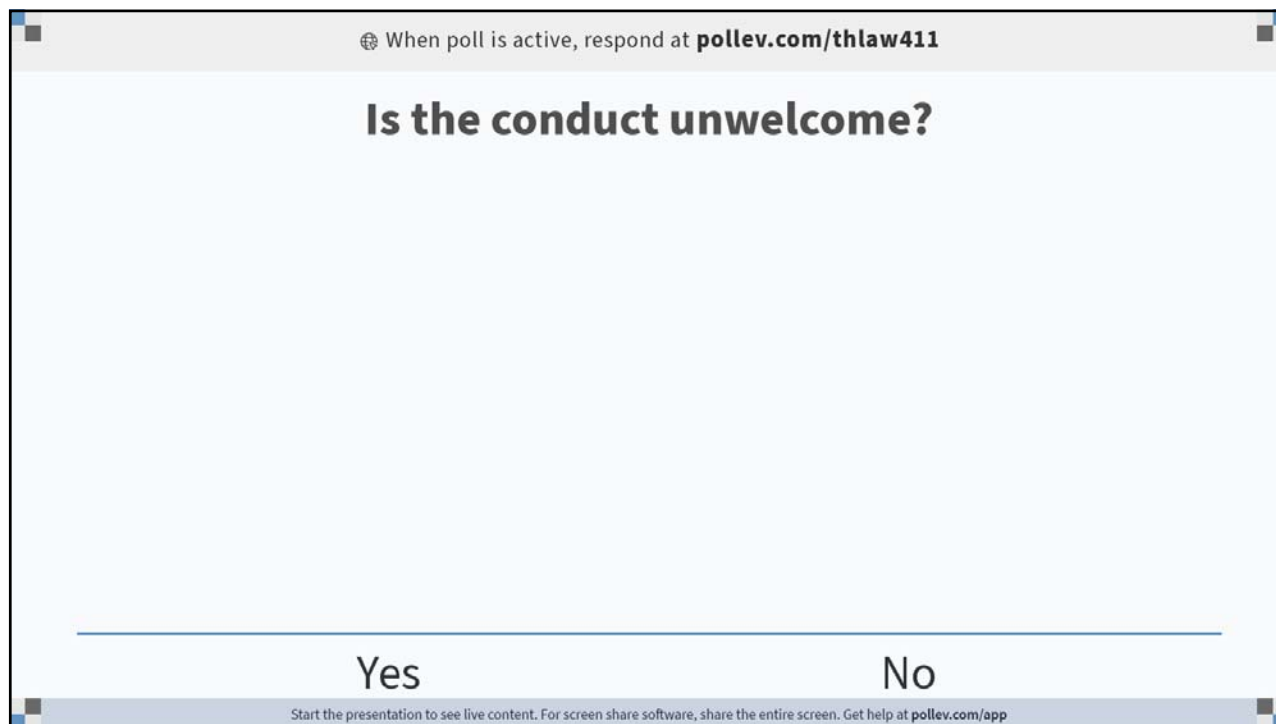 When poll is active, respond at pollev.com/thlaw411
Is the conduct unwelcome?
Yes No
Start the presentation to see live content. For screen share software, share the entire screen. Get help at pollev.com/app